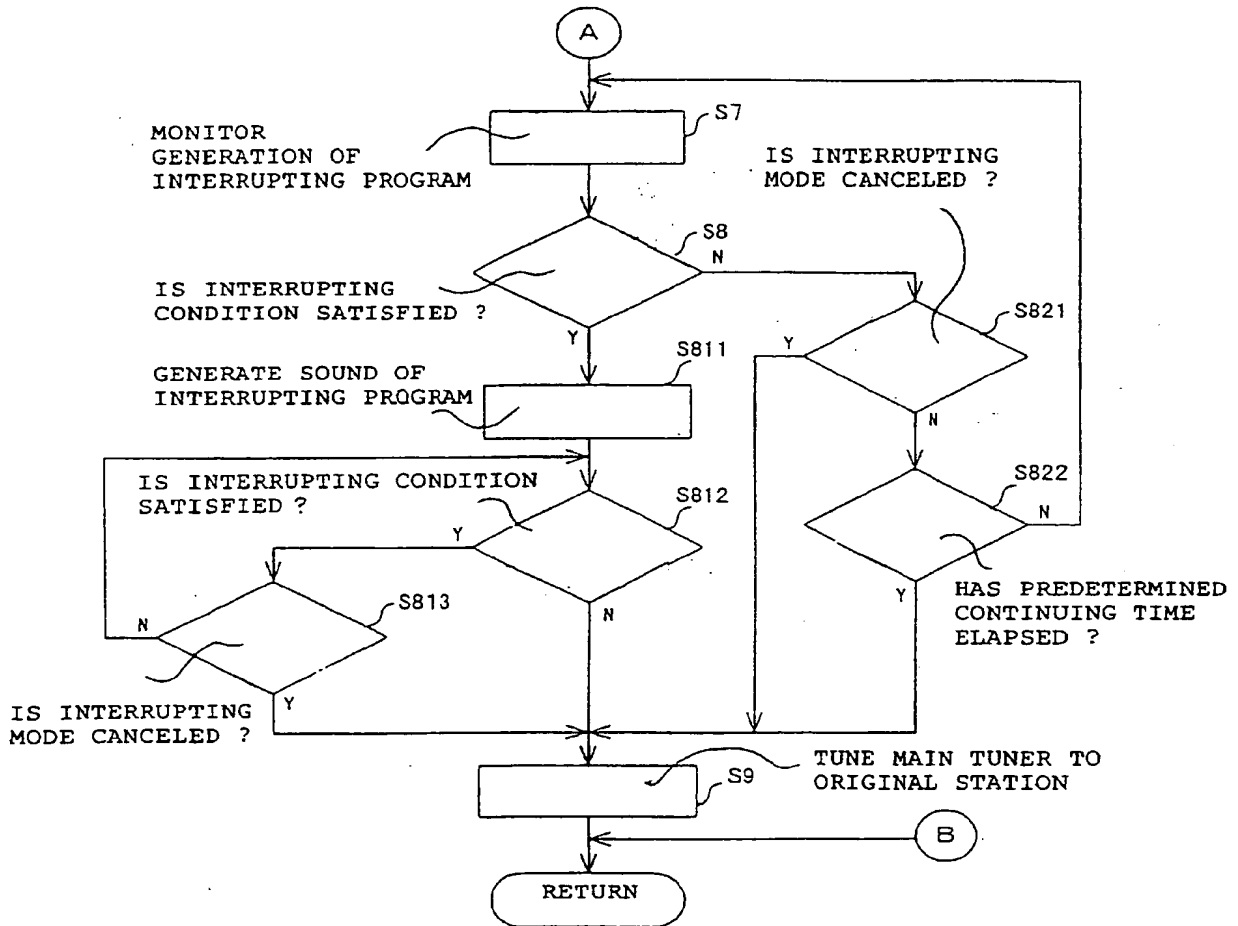 A
S7
MONITOR
GENERATION OF
INTERRUPTING PROGRAM
IS INTERRUPTING
MODE CANCELED ?
S8
N
IS INTERRUPTING
CONDITION SATISFIED ?
Y
S821
Y
N
S811
GENERATE SOUND OF
INTERRUPTING PROGRAM
IS INTERRUPTING CONDITION
SATISFIED ?
S812
Y
N
S822
N
Y
HAS PREDETERMINED
CONTINUING TIME
ELAPSED ?
S813
N
Y
IS INTERRUPTING
MODE CANCELED ?
TUNE MAIN TUNER TO
ORIGINAL STATION
S9
B
RETURN